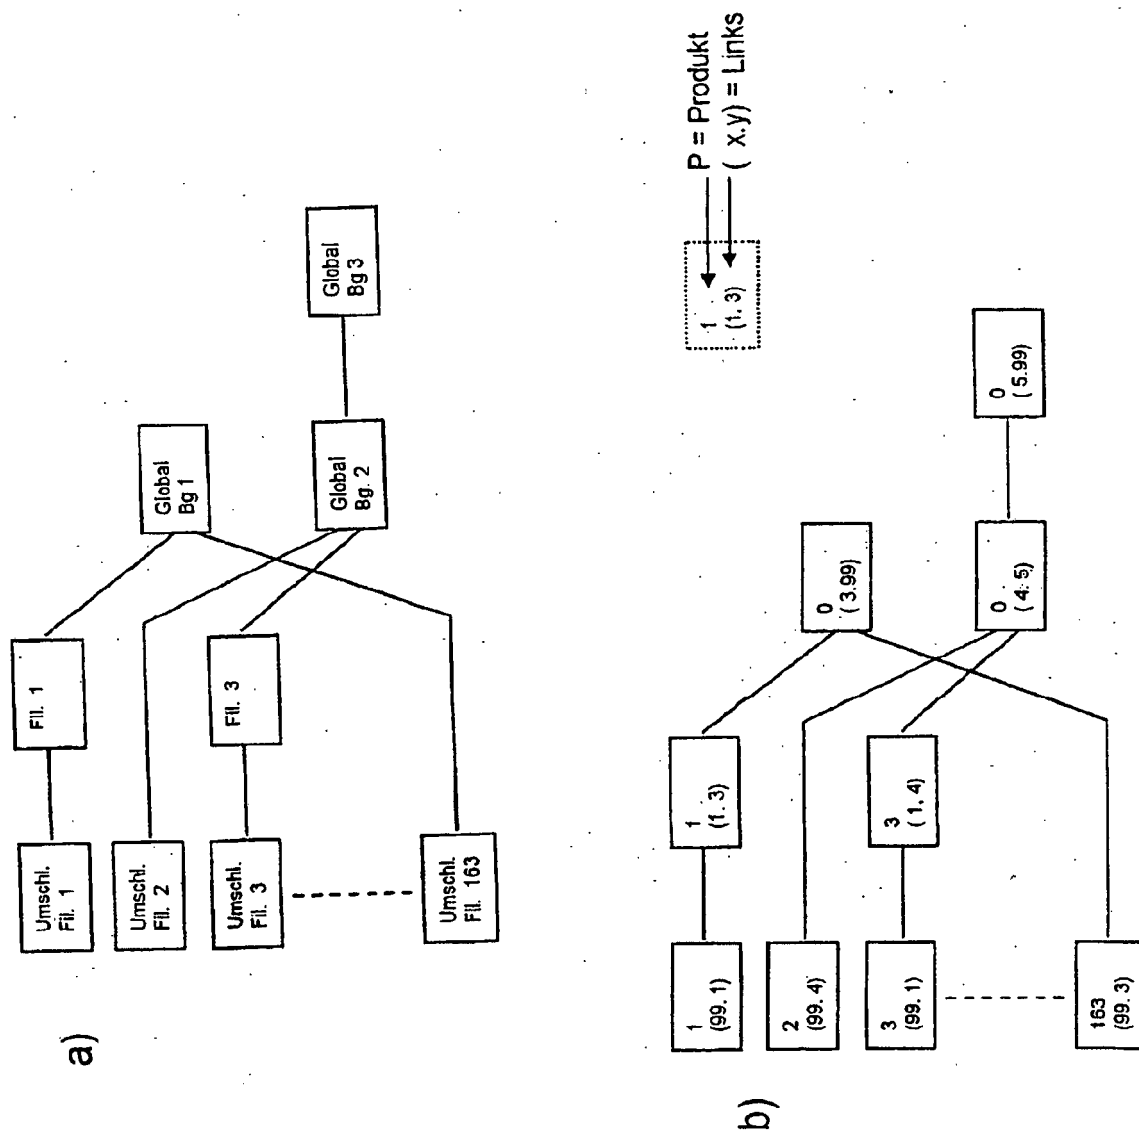 a)
Umschl.
Fil. 1
Fil. 1
Umschl.
Fil. 2
Umschl.
Fil. 3
Fil. 3
Umschl.
Fil. 163
Global
Bg 1
Global
Bg. 2
Global
Bg 3
b)
1
(99. 1)
1
(1. 3)
2
(99. 4)
3
(99. 1)
3
( 1. 4)
163
(99. 3)
0
( 3.99)
0
( 4. 5)
0
( 5.99)
1
(1. 3)
P = Produkt
( x.y) = Links